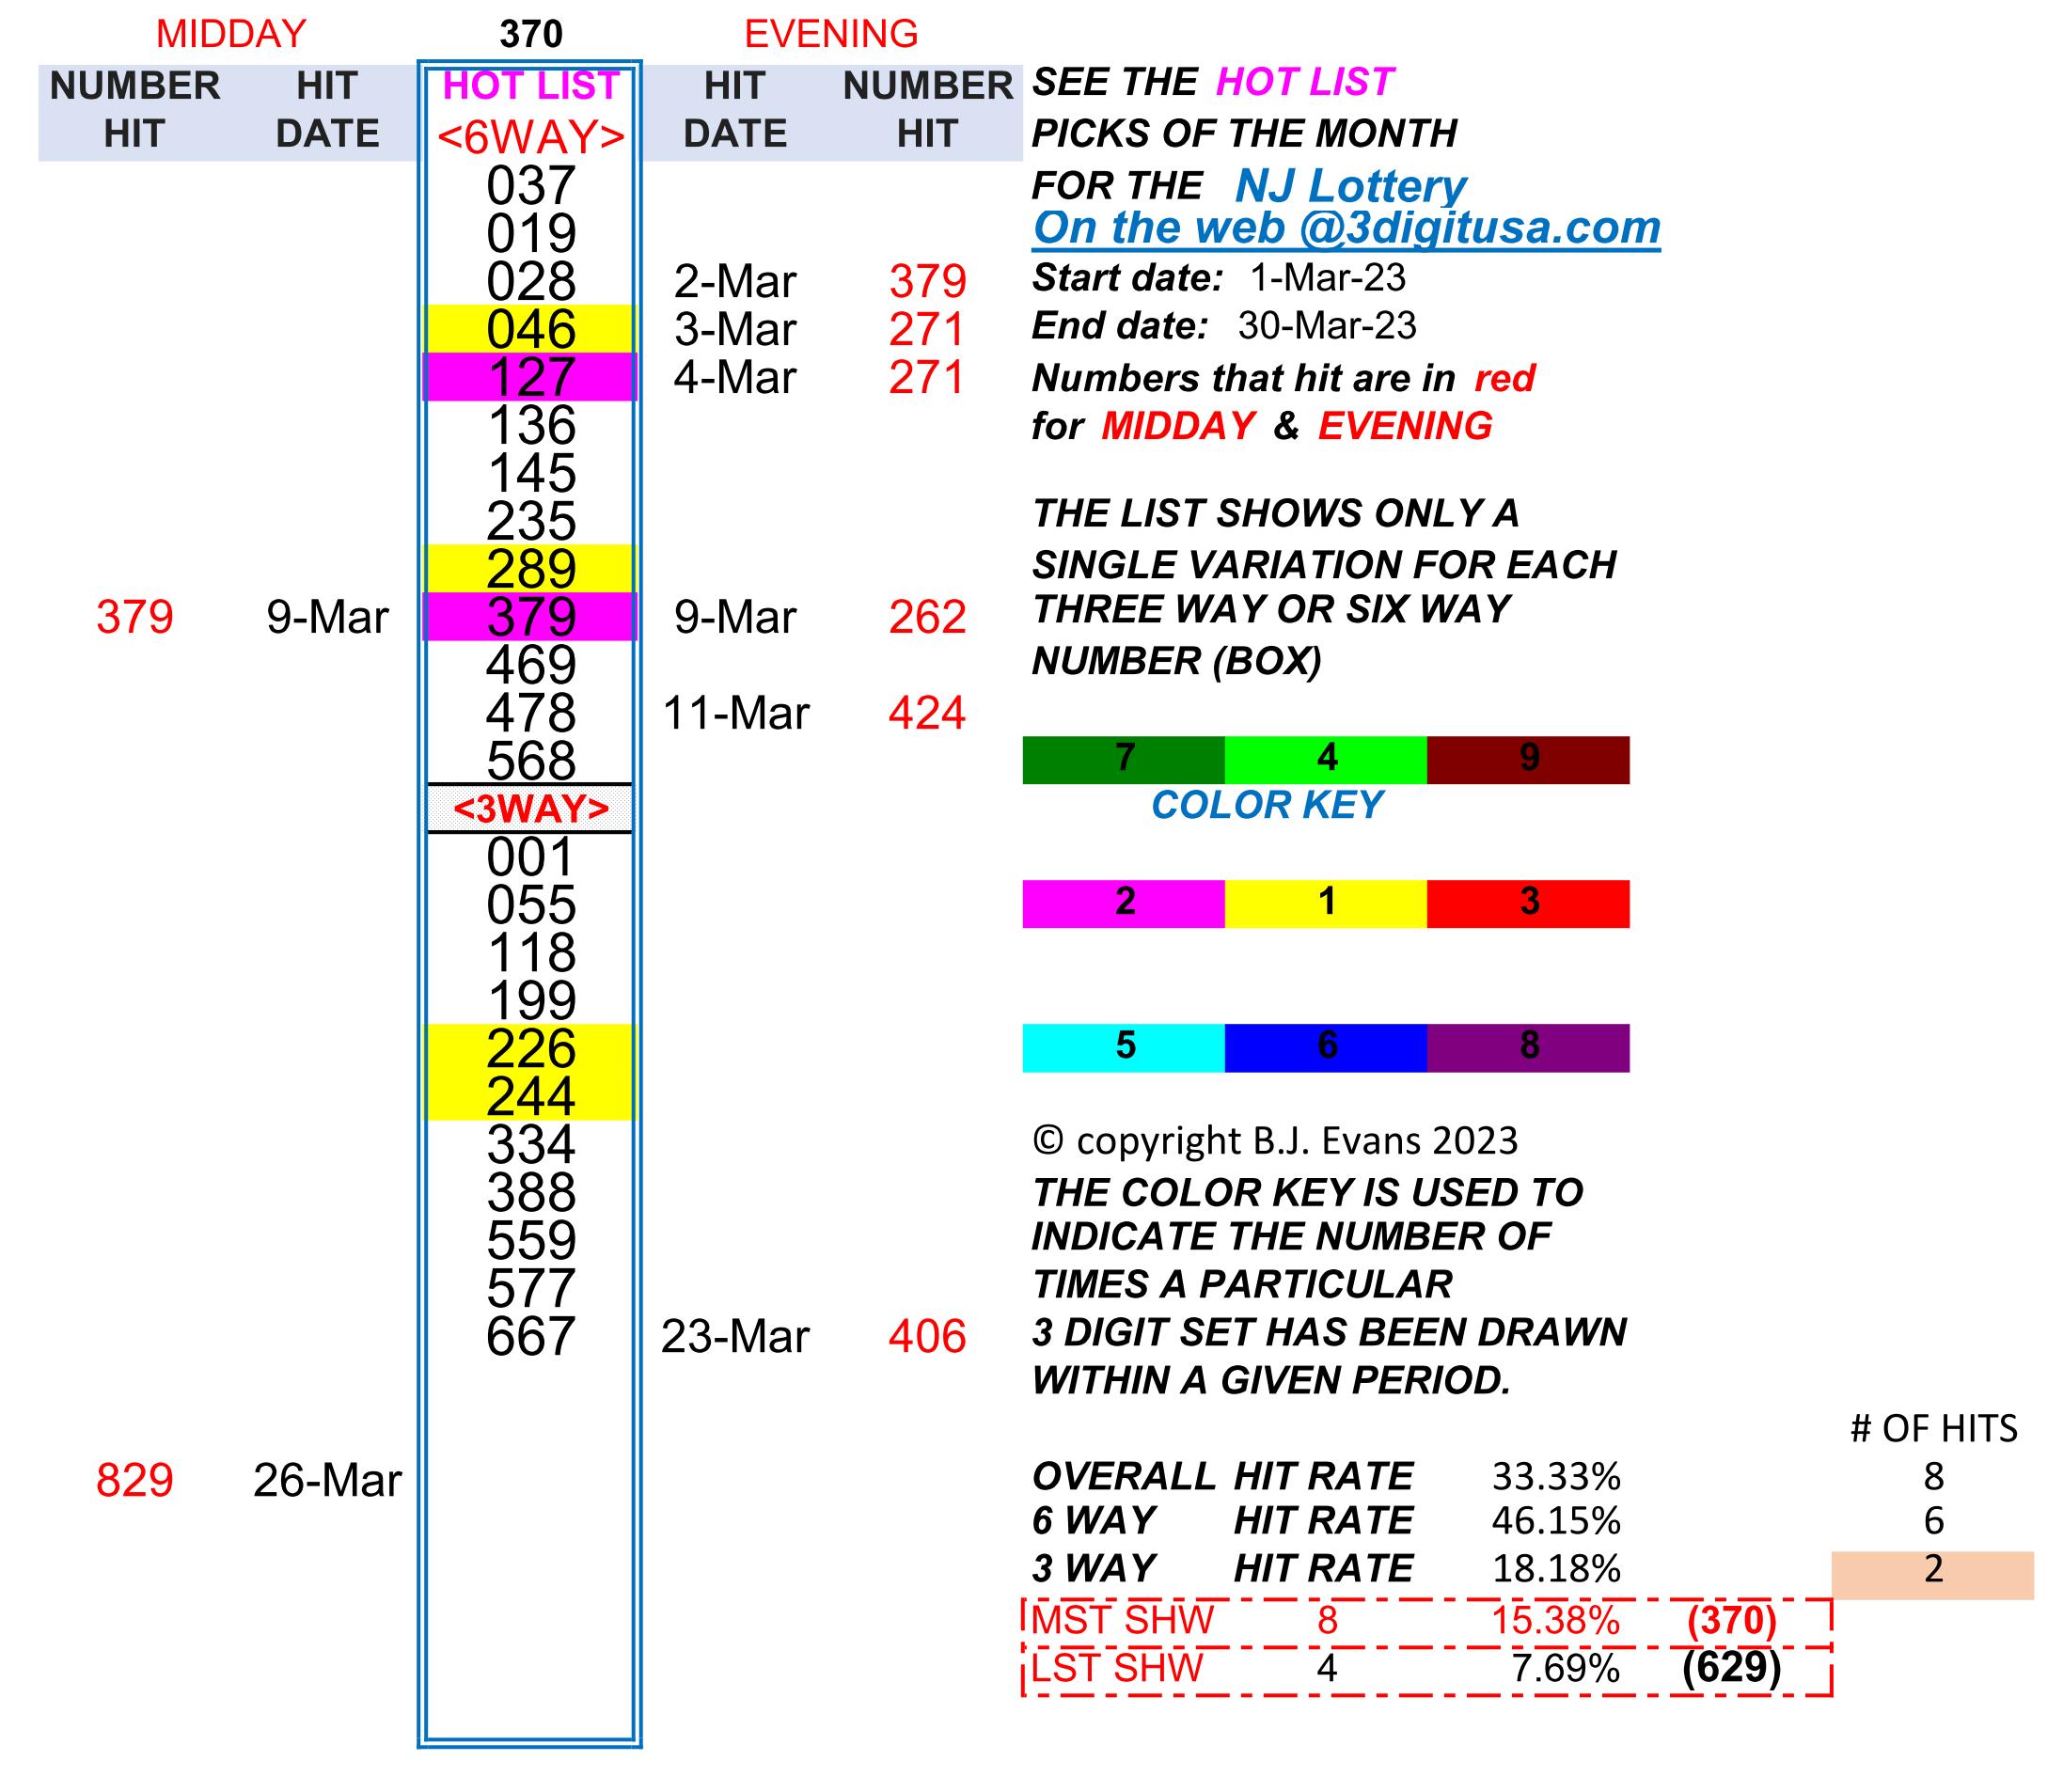 MIDDAY 370 EVENING
NUMBER HIT HOT LIST HIT NUMBER SEE THE HOT LIST
HIT DATE <6WAY> DATE HIT PICKS OF THE MONTH
037 FOR THE NJ Lottery
019 On the web @3digitusa.com
028 2-Mar 379 Start date: 1-Mar-23
046 3-Mar 271 End date: 30-Mar-23
127 4-Mar 271 Numbers that hit are in red
136 for MIDDAY & EVENING
145
235 THE LIST SHOWS ONLY A
289 SINGLE VARIATION FOR EACH
379 9-Mar 379 9-Mar 262 THREE WAY OR SIX WAY
469 NUMBER (BOX)
478 11-Mar 424
568 7 4 9
<3WAY> COLOR KEY
001
055 2 1 3
118
199
226 5 6 8
244
334 © copyright B.J. Evans 2023
388 THE COLOR KEY IS USED TO
559 INDICATE THE NUMBER OF
577 TIMES A PARTICULAR
667 23-Mar 406 3 DIGIT SET HAS BEEN DRAWN
WITHIN A GIVEN PERIOD.
# OF HITS
829 26-Mar OVERALL HIT RATE 33.33% 8
6 WAY HIT RATE 46.15% 6
3 WAY HIT RATE 18.18% 2
MST SHW 8 15.38% (370)
LST SHW 4 7.69% (629)